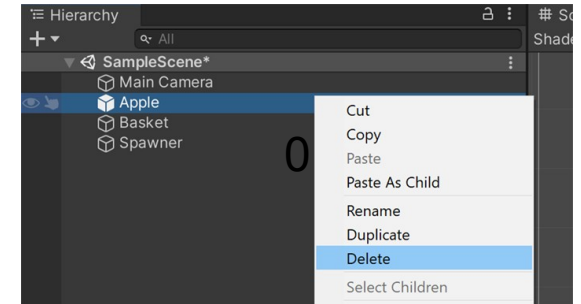 Hierarchy
# Sc
All
Shade
SampleScene*
Main Camera
Apple
Basket
Spawner
0
Cut
Copy
Paste
Paste As Child
Rename
Duplicate
Delete
Select Children